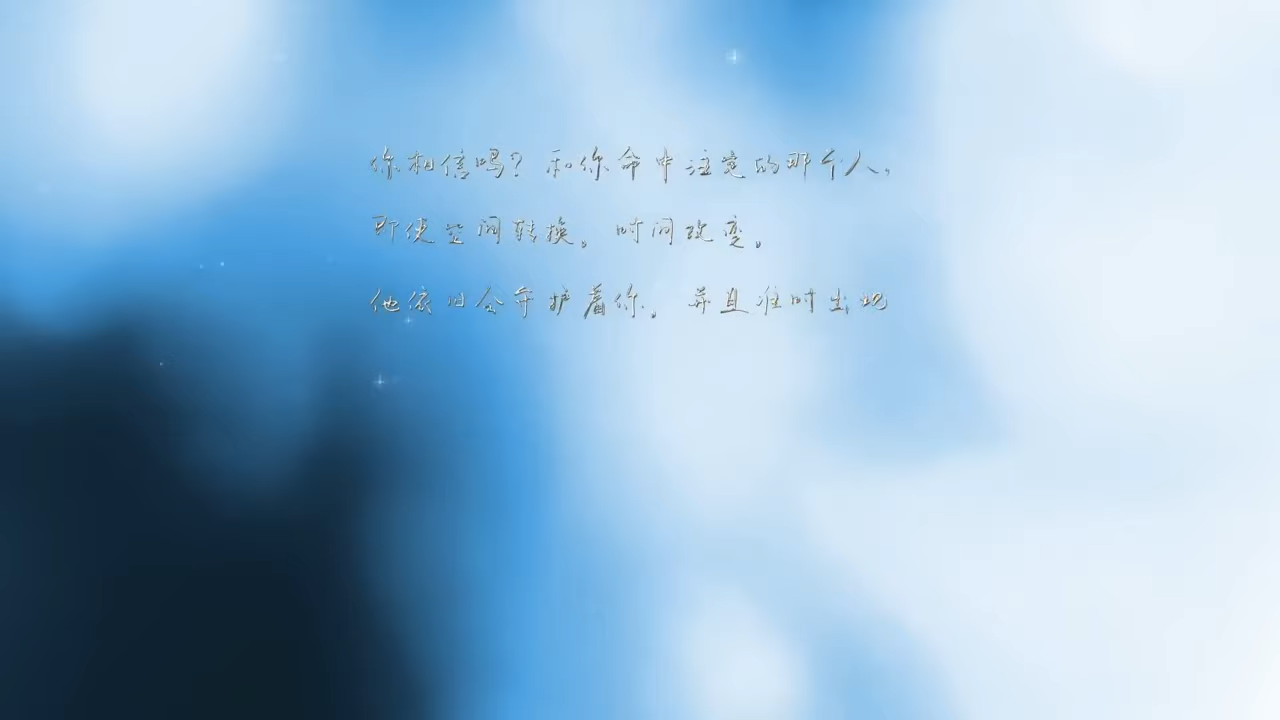 你相信吗？和你命中注定的那个人，
即使空间转换，时间改变，
他依旧会守护着你，并且准时出现